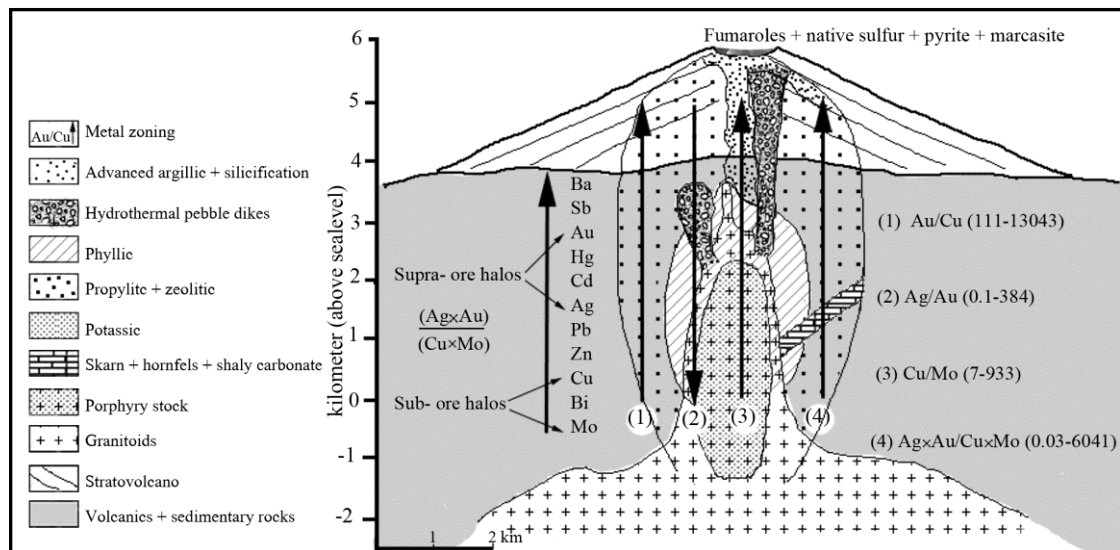 Fumaroles + native sulfur + pyrite + marcasite
Au/Cu
Metal zoning
Advanced argillic + silicification
Hydrothermal pebble dikes
Phyllic
Propylite + zeolitic
Potassic
Skarn + hornfels + shaly carbonate
Porphyry stock
Granitoids
Stratovolcano
Volcanics + sedimentary rocks
kilometer (above sealevel)
6
5
4
3
2
1
0
-1
-2
1
2 km
Supra- ore halos
(Ag×Au)
(Cu×Mo)
Sub- ore halos
Ba
Sb
Au
Hg
Cd
Ag
Pb
Zn
Cu
Bi
Mo
(1)
(2)
(3)
(4)
(1) Au/Cu (111-13043)
(2) Ag/Au (0.1-384)
(3) Cu/Mo (7-933)
(4) Ag×Au/Cu×Mo (0.03-6041)